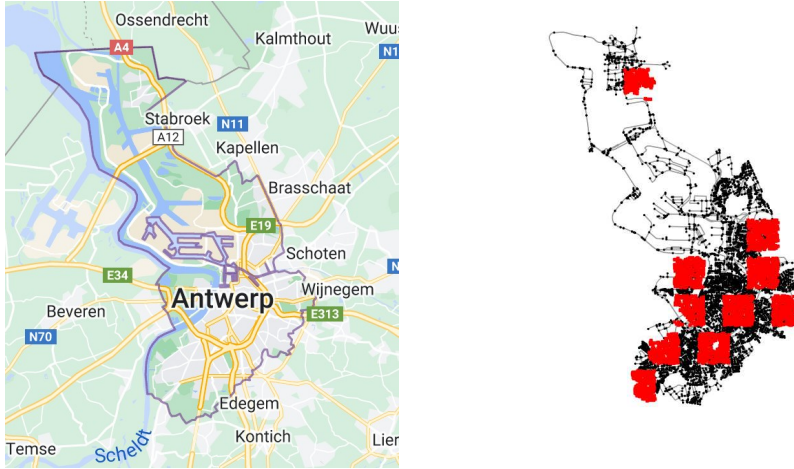 Ossendrecht
Wuus
A4
Kalmthout
N1
Stabroek
N11
A12
Kapellen
Brasschaat
E19
Schoten
E34
N
Antwerp
Wijnegem
Beveren
E313
N70
Edegem
Kontich
Lier
Temse
Scheldt